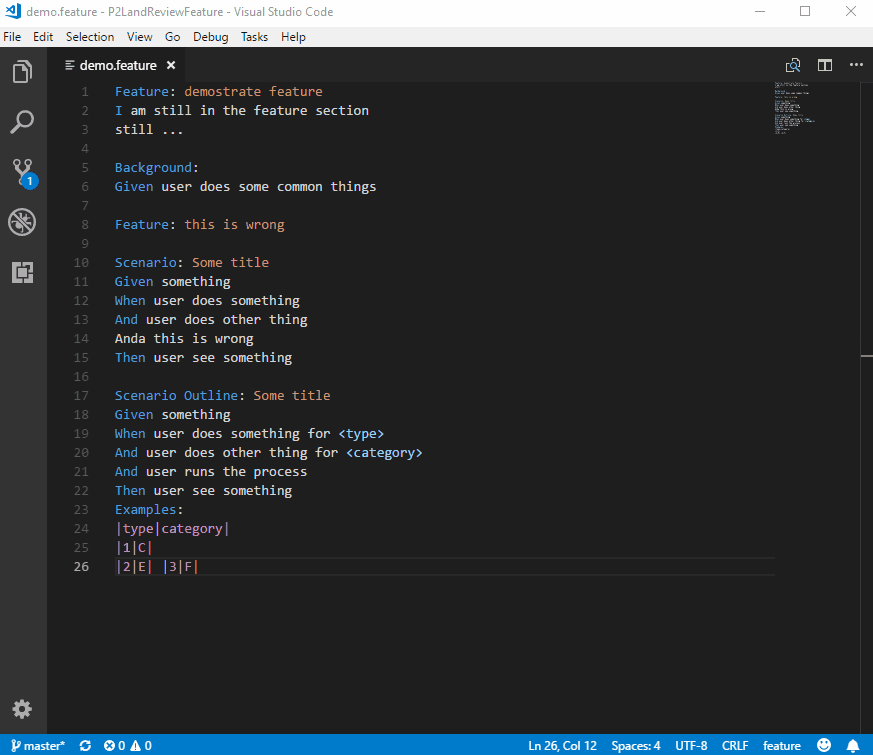 demo.feature - P2LandReviewFeature - Visual Studio Code
File Edit Selection View Go Debug Tasks Help
demo.feature
1 Feature: demostrate feature
2 I am still in the feature section
3 still ...
4
5 Background:
6 Given user does some common things
7
8 Feature: this is wrong
9
10 Scenario: Some title
11 Given something
12 When user does something
13 And user does other thing
14 Anda this is wrong
15 Then user see something
16
17 Scenario Outline: Some title
18 Given something
19 When user does something for <type>
20 And user does other thing for <category>
21 And user runs the process
22 Then user see something
23 Examples:
24 |type|category|
25 |1|C|
26 |2|E| |3|F|
1
master* 0 0 Ln 26, Col 12 Spaces: 4 UTF-8 CRLF feature